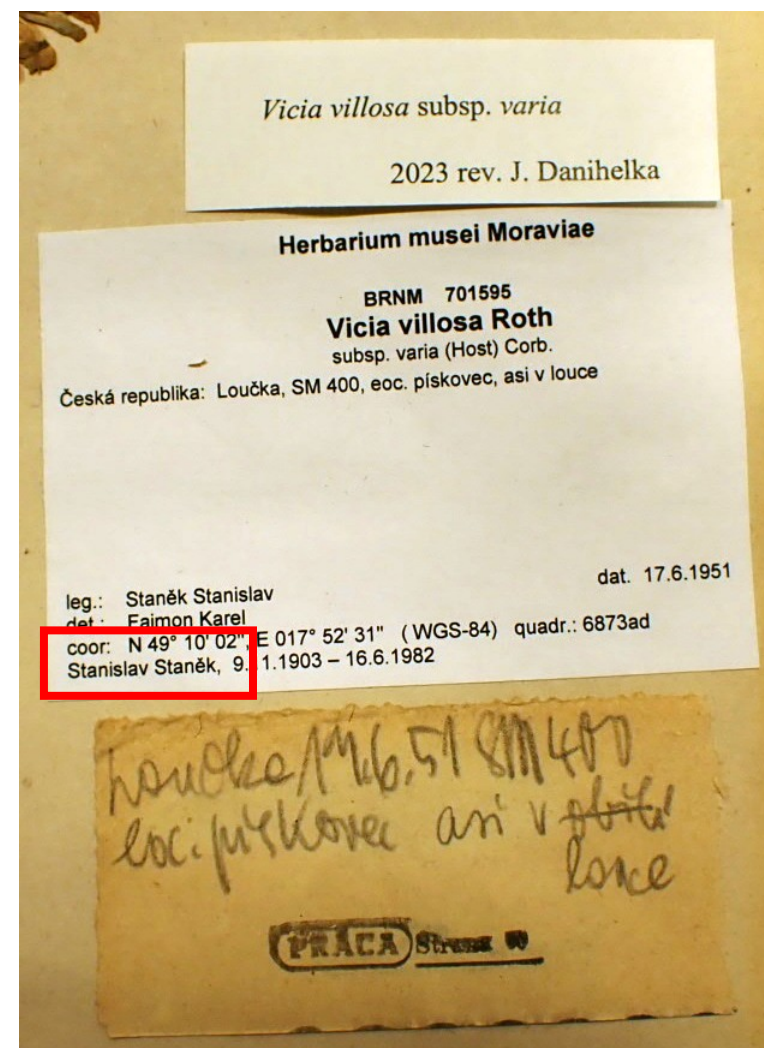 Vicia villosa subsp. varia
2023 rev. J. Danihelka
Herbarium musei Moraviae
BRNM 701595
Vicia villosa Roth
subsp. varia (Host) Corb.
Česká republika: Loučka, SM 400, eoc. pískovec, asi v louce
dat. 17.6.1951
leg.: Staněk Stanislav
det.: Fajmon Karel
coor: N 49° 10' 02", E 017° 52' 31" (WGS-84) quadr.: 6873ad
Stanislav Staněk, 9. 1.1903 – 16.6.1982
Loučka 17.6.51 SM 400
eoc. pískovec asi v
louce
PRÁCA